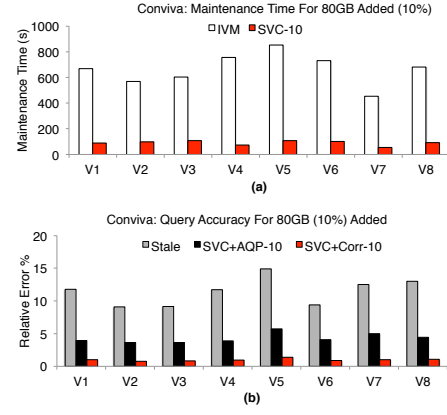 Conviva: Maintenance Time For 80GB Added (10%)
IVM SVC-10
Maintenance Time (s)
1000
800
600
400
200
0
V1 V2 V3 V4 V5 V6 V7 V8
(a)
Conviva: Query Accuracy For 80GB (10%) Added
Stale SVC+AQP-10 SVC+Corr-10
Relative Error %
20
15
10
5
0
V1 V2 V3 V4 V5 V6 V7 V8
(b)